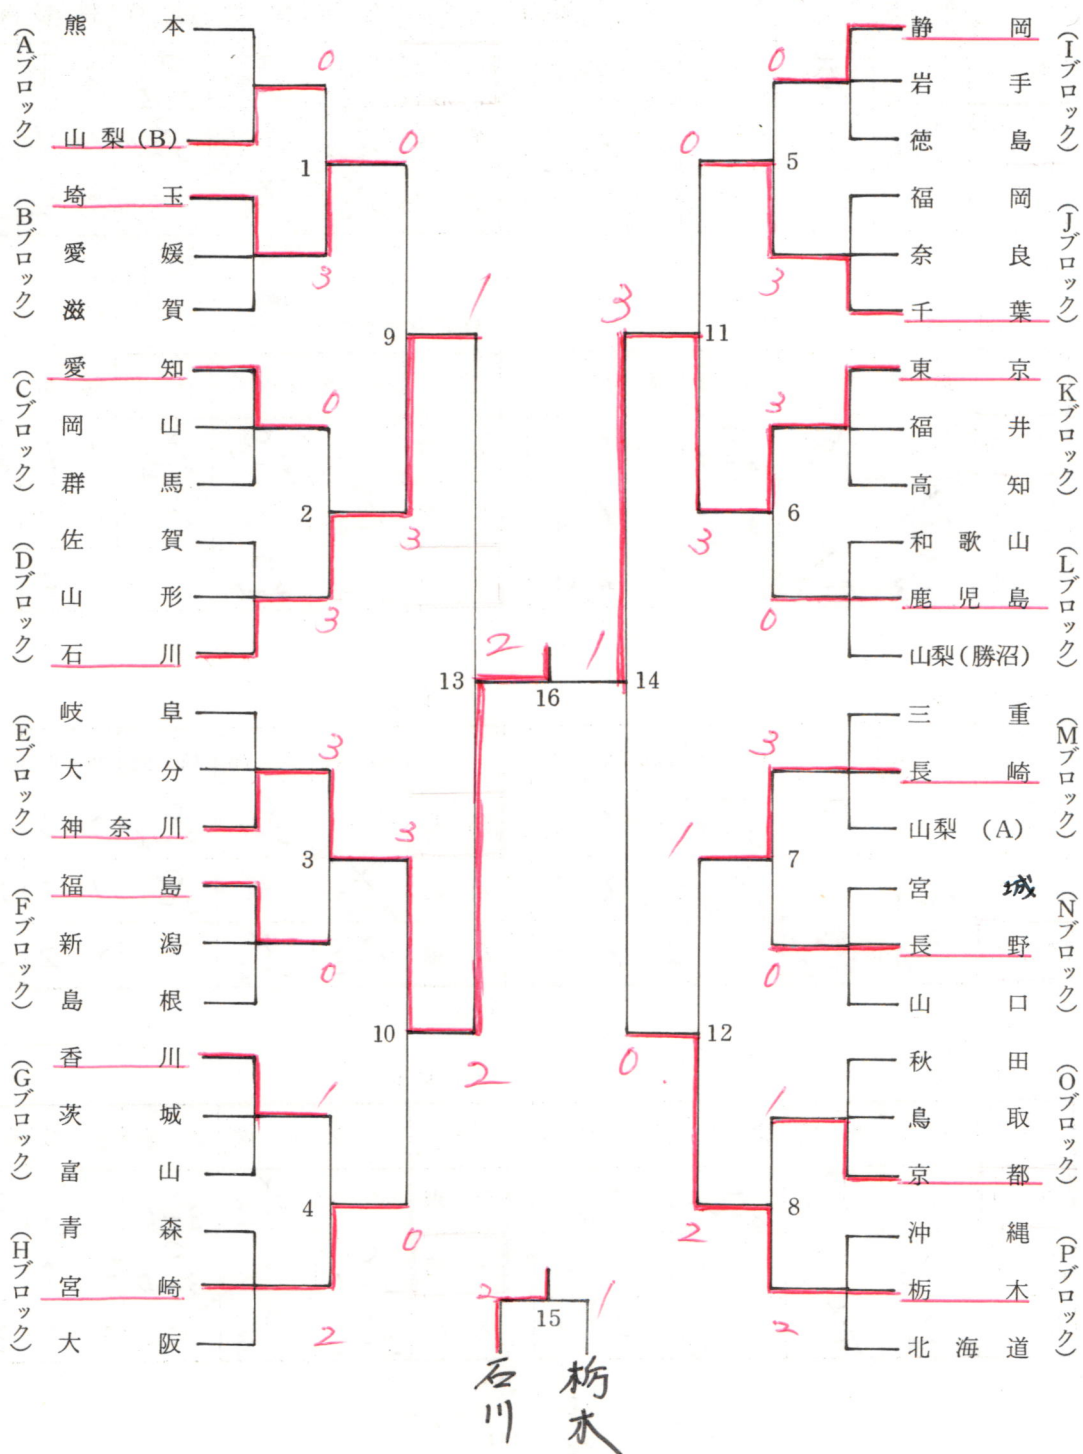 (Aブロック)
熊本
0
山梨(B)
1
0
(Bブロック)
埼玉
愛媛
3
滋賀
9
1
(Cブロック)
愛知
0
岡山
群馬
2
3
(Dブロック)
佐賀
山形
3
石川
13
2
(Eブロック)
岐阜
大分
3
神奈川
3
3
(Fブロック)
福島
新潟
0
島根
10
2
(Gブロック)
香川
茨城
1
富山
4
0
(Hブロック)
青森
宮崎
大阪
2
16
1
2
15
1
石川
栃木
静岡
(Iブロック)
0
岩手
徳島
0
5
福岡
(Jブロック)
奈良
3
千葉
3
11
東京
(Kブロック)
3
福井
高知
3
6
和歌山
(Lブロック)
鹿児島
0
山梨(勝沼)
14
三重
(Mブロック)
3
長崎
山梨(A)
1
7
宮城
(Nブロック)
長野
0
山口
0
12
秋田
(Oブロック)
1
鳥取
京都
2
8
沖縄
(Pブロック)
栃木
2
北海道